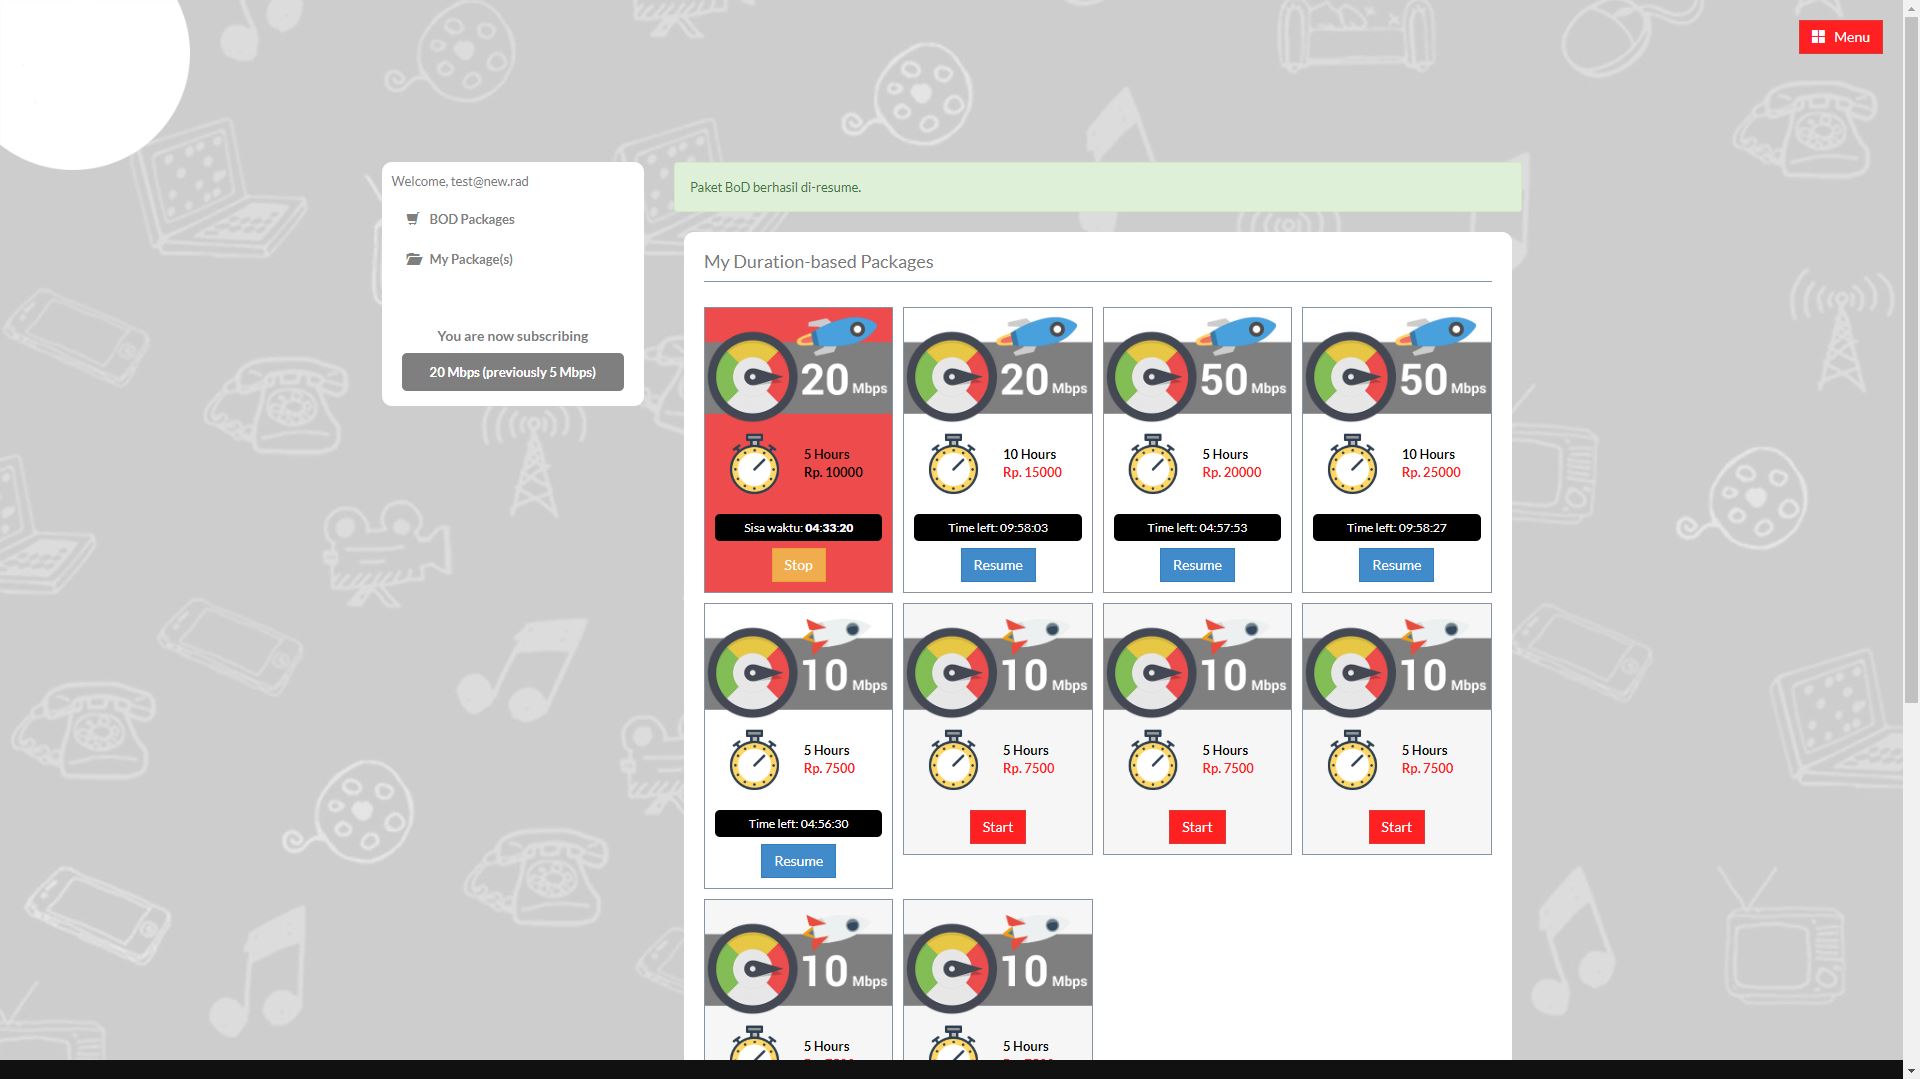 Menu
Welcome, test@new.rad
BOD Packages
My Package(s)
You are now subscribing
20 Mbps (previously 5 Mbps)
Paket BoD berhasil di-resume.
My Duration-based Packages
20 Mbps
5 Hours
Rp. 10000
Sisa waktu: 04:33:20
Stop
20 Mbps
10 Hours
Rp. 15000
Time left: 09:58:03
Resume
50 Mbps
5 Hours
Rp. 20000
Time left: 04:57:53
Resume
50 Mbps
10 Hours
Rp. 25000
Time left: 09:58:27
Resume
10 Mbps
5 Hours
Rp. 7500
Time left: 04:56:30
Resume
10 Mbps
5 Hours
Rp. 7500
Start
10 Mbps
5 Hours
Rp. 7500
Start
10 Mbps
5 Hours
Rp. 7500
Start
10 Mbps
5 Hours
10 Mbps
5 Hours